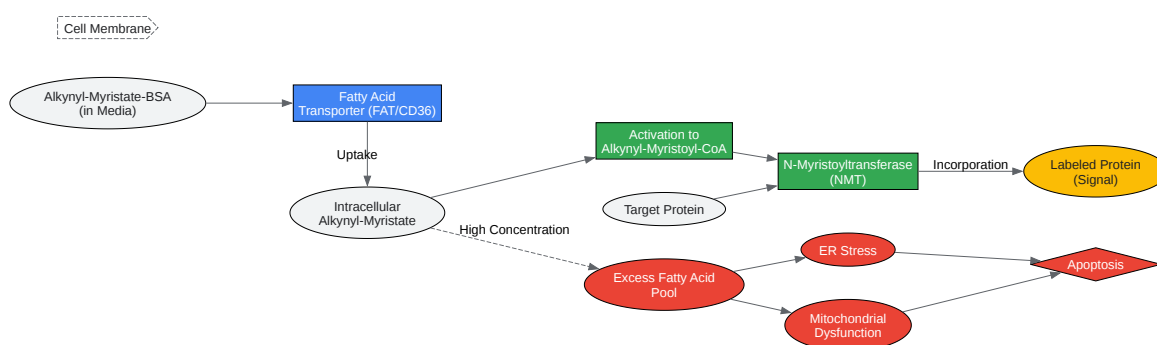 Cell Membrane
Alkynyl-Myristate-BSA
(in Media)
Fatty Acid
Transporter (FAT/CD36)
Uptake
Intracellular
Alkynyl-Myristate
Activation to
Alkynyl-Myristoyl-CoA
Target Protein
N-Myristoyltransferase
(NMT)
Incorporation
Labeled Protein
(Signal)
High Concentration
Excess Fatty Acid
Pool
ER Stress
Mitochondrial
Dysfunction
Apoptosis